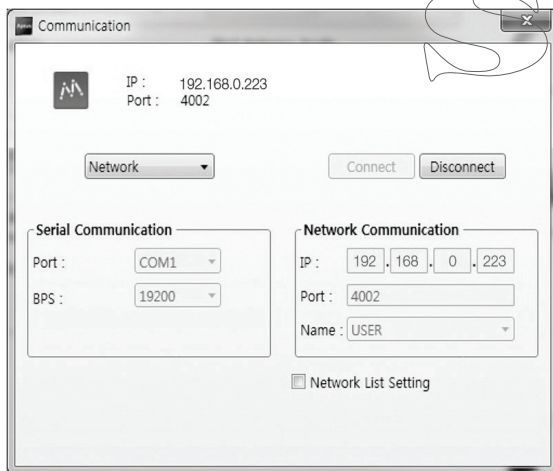 Communication
IP : 192.168.0.223
Port : 4002
Network
Connect Disconnect
Serial Communication
Port : COM1
BPS : 19200
Network Communication
IP : 192 . 168 . 0 . 223
Port : 4002
Name : USER
Network List Setting